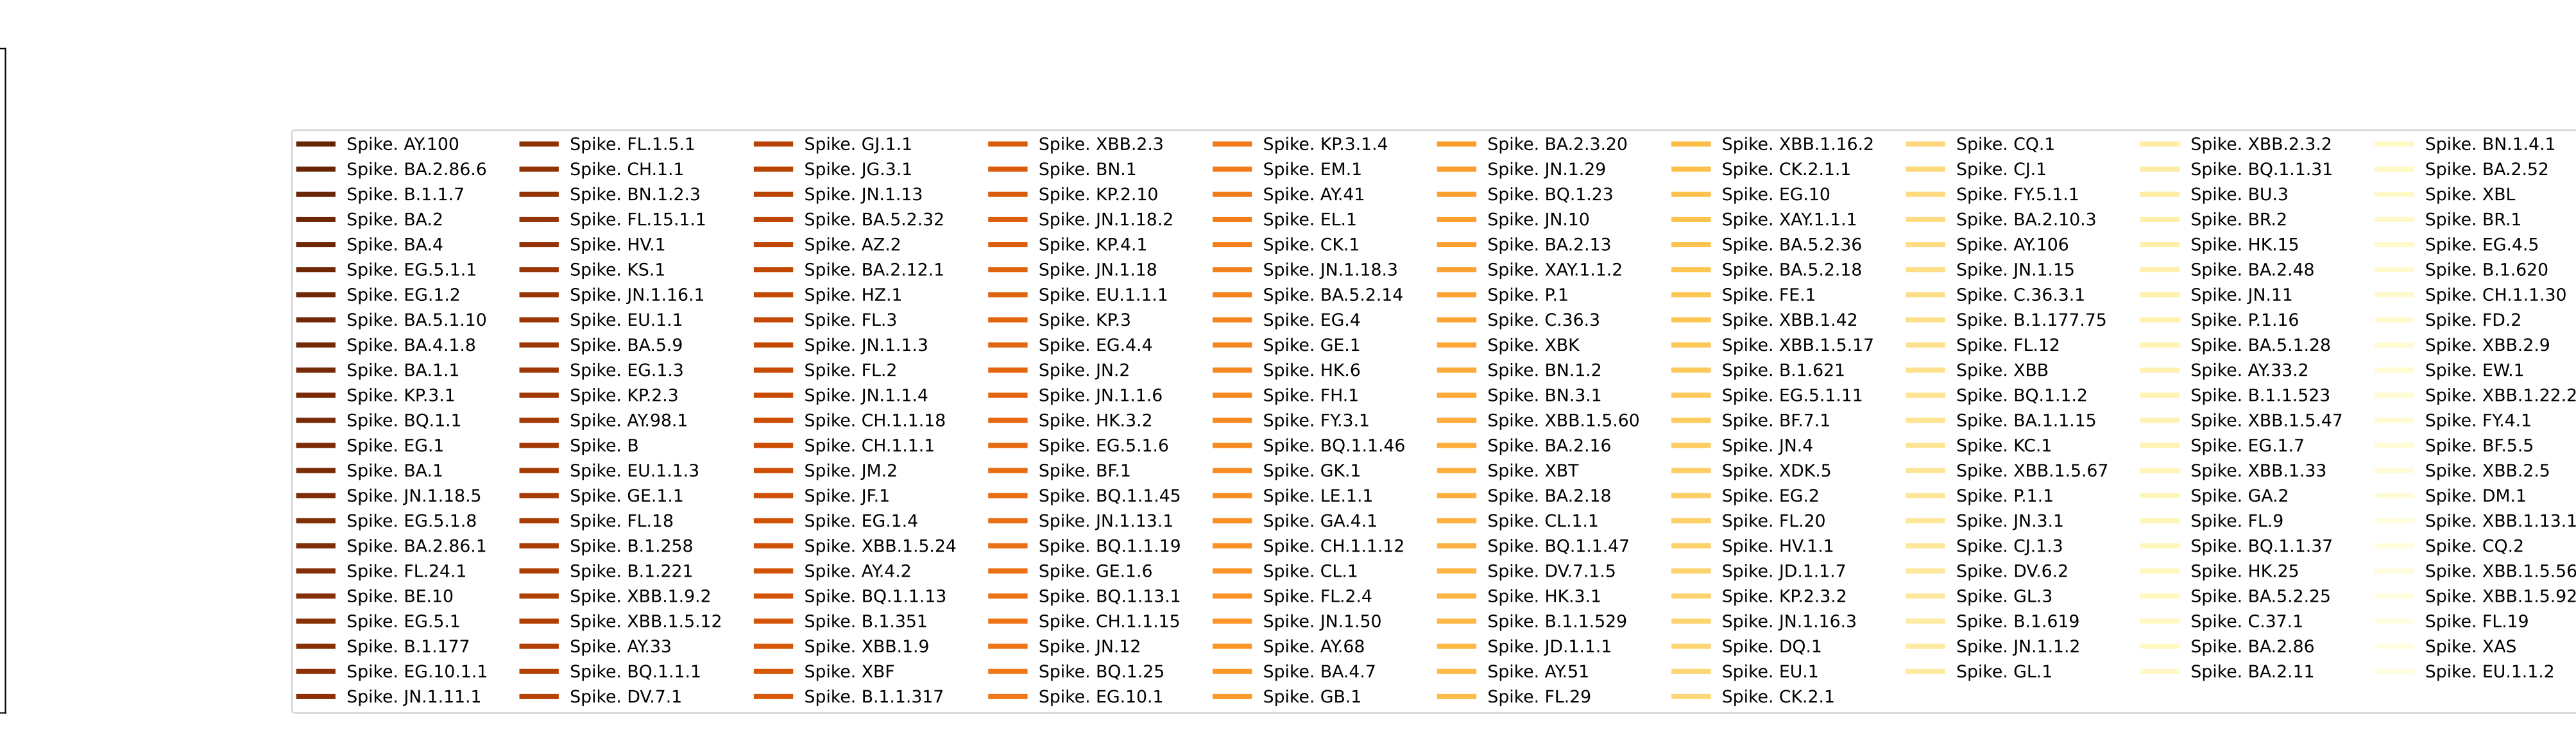 Spike. AY.100
Spike. BA.2.86.6
Spike. B.1.1.7
Spike. BA.2
Spike. BA.4
Spike. EG.5.1.1
Spike. EG.1.2
Spike. BA.5.1.10
Spike. BA.4.1.8
Spike. BA.1.1
Spike. KP.3.1
Spike. BQ.1.1
Spike. EG.1
Spike. BA.1
Spike. JN.1.18.5
Spike. EG.5.1.8
Spike. BA.2.86.1
Spike. FL.24.1
Spike. BE.10
Spike. EG.5.1
Spike. B.1.177
Spike. EG.10.1.1
Spike. JN.1.11.1
Spike. FL.1.5.1
Spike. CH.1.1
Spike. BN.1.2.3
Spike. FL.15.1.1
Spike. HV.1
Spike. KS.1
Spike. JN.1.16.1
Spike. EU.1.1
Spike. BA.5.9
Spike. EG.1.3
Spike. KP.2.3
Spike. AY.98.1
Spike. B
Spike. EU.1.1.3
Spike. GE.1.1
Spike. FL.18
Spike. B.1.258
Spike. B.1.221
Spike. XBB.1.9.2
Spike. XBB.1.5.12
Spike. AY.33
Spike. BQ.1.1.1
Spike. DV.7.1
Spike. GJ.1.1
Spike. JG.3.1
Spike. JN.1.13
Spike. BA.5.2.32
Spike. AZ.2
Spike. BA.2.12.1
Spike. HZ.1
Spike. FL.3
Spike. JN.1.1.3
Spike. FL.2
Spike. JN.1.1.4
Spike. CH.1.1.18
Spike. CH.1.1.1
Spike. JM.2
Spike. JF.1
Spike. EG.1.4
Spike. XBB.1.5.24
Spike. AY.4.2
Spike. BQ.1.1.13
Spike. B.1.351
Spike. XBB.1.9
Spike. XBF
Spike. B.1.1.317
Spike. XBB.2.3
Spike. BN.1
Spike. KP.2.10
Spike. JN.1.18.2
Spike. KP.4.1
Spike. JN.1.18
Spike. EU.1.1.1
Spike. KP.3
Spike. EG.4.4
Spike. JN.2
Spike. JN.1.1.6
Spike. HK.3.2
Spike. EG.5.1.6
Spike. BF.1
Spike. BQ.1.1.45
Spike. JN.1.13.1
Spike. BQ.1.1.19
Spike. GE.1.6
Spike. BQ.1.13.1
Spike. CH.1.1.15
Spike. JN.12
Spike. BQ.1.25
Spike. EG.10.1
Spike. KP.3.1.4
Spike. EM.1
Spike. AY.41
Spike. EL.1
Spike. CK.1
Spike. JN.1.18.3
Spike. BA.5.2.14
Spike. EG.4
Spike. GE.1
Spike. HK.6
Spike. FH.1
Spike. FY.3.1
Spike. BQ.1.1.46
Spike. GK.1
Spike. LE.1.1
Spike. GA.4.1
Spike. CH.1.1.12
Spike. CL.1
Spike. FL.2.4
Spike. JN.1.50
Spike. AY.68
Spike. BA.4.7
Spike. GB.1
Spike. BA.2.3.20
Spike. JN.1.29
Spike. BQ.1.23
Spike. JN.10
Spike. BA.2.13
Spike. XAY.1.1.2
Spike. P.1
Spike. C.36.3
Spike. XBK
Spike. BN.1.2
Spike. BN.3.1
Spike. XBB.1.5.60
Spike. BA.2.16
Spike. XBT
Spike. BA.2.18
Spike. CL.1.1
Spike. BQ.1.1.47
Spike. DV.7.1.5
Spike. HK.3.1
Spike. B.1.1.529
Spike. JD.1.1.1
Spike. AY.51
Spike. FL.29
Spike. XBB.1.16.2
Spike. CK.2.1.1
Spike. EG.10
Spike. XAY.1.1.1
Spike. BA.5.2.36
Spike. BA.5.2.18
Spike. FE.1
Spike. XBB.1.42
Spike. XBB.1.5.17
Spike. B.1.621
Spike. EG.5.1.11
Spike. BF.7.1
Spike. JN.4
Spike. XDK.5
Spike. EG.2
Spike. FL.20
Spike. HV.1.1
Spike. JD.1.1.7
Spike. KP.2.3.2
Spike. JN.1.16.3
Spike. DQ.1
Spike. EU.1
Spike. CK.2.1
Spike. CQ.1
Spike. CJ.1
Spike. FY.5.1.1
Spike. BA.2.10.3
Spike. AY.106
Spike. JN.1.15
Spike. C.36.3.1
Spike. B.1.177.75
Spike. FL.12
Spike. XBB
Spike. BQ.1.1.2
Spike. BA.1.1.15
Spike. KC.1
Spike. XBB.1.5.67
Spike. P.1.1
Spike. JN.3.1
Spike. CJ.1.3
Spike. DV.6.2
Spike. GL.3
Spike. B.1.619
Spike. JN.1.1.2
Spike. GL.1
Spike. XBB.2.3.2
Spike. BQ.1.1.31
Spike. BU.3
Spike. BR.2
Spike. HK.15
Spike. BA.2.48
Spike. JN.11
Spike. P.1.16
Spike. BA.5.1.28
Spike. AY.33.2
Spike. B.1.1.523
Spike. XBB.1.5.47
Spike. EG.1.7
Spike. XBB.1.33
Spike. GA.2
Spike. FL.9
Spike. BQ.1.1.37
Spike. HK.25
Spike. BA.5.2.25
Spike. C.37.1
Spike. BA.2.86
Spike. BA.2.11
Spike. BN.1.4.1
Spike. BA.2.52
Spike. XBL
Spike. BR.1
Spike. EG.4.5
Spike. B.1.620
Spike. CH.1.1.30
Spike. FD.2
Spike. XBB.2.9
Spike. EW.1
Spike. XBB.1.22.2
Spike. FY.4.1
Spike. BF.5.5
Spike. XBB.2.5
Spike. DM.1
Spike. XBB.1.13.1
Spike. CQ.2
Spike. XBB.1.5.56
Spike. XBB.1.5.92
Spike. FL.19
Spike. XAS
Spike. EU.1.1.2